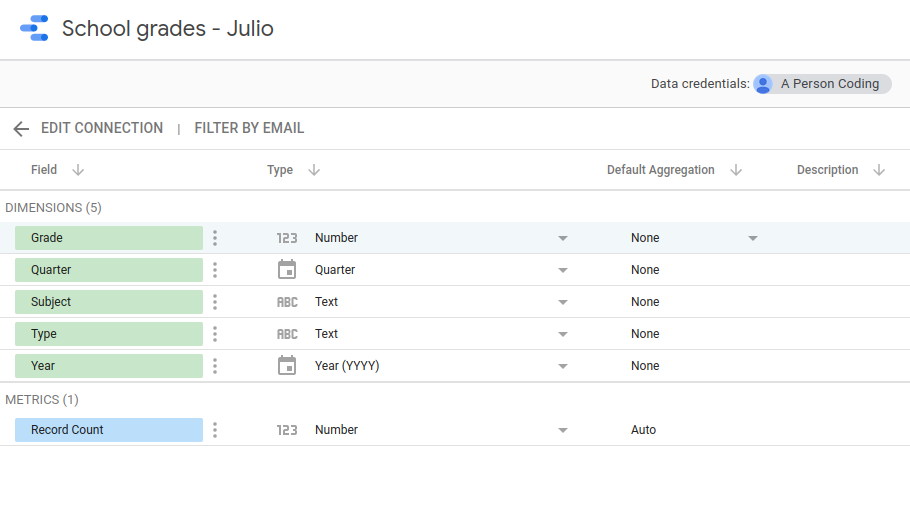 School grades - Julio
Data credentials: A Person Coding
EDIT CONNECTION | FILTER BY EMAIL
Field Type Default Aggregation Description
DIMENSIONS (5)
Grade 123 Number None
Quarter Quarter None
Subject ABC Text None
Type ABC Text None
Year Year (YYYY) None
METRICS (1)
Record Count 123 Number Auto